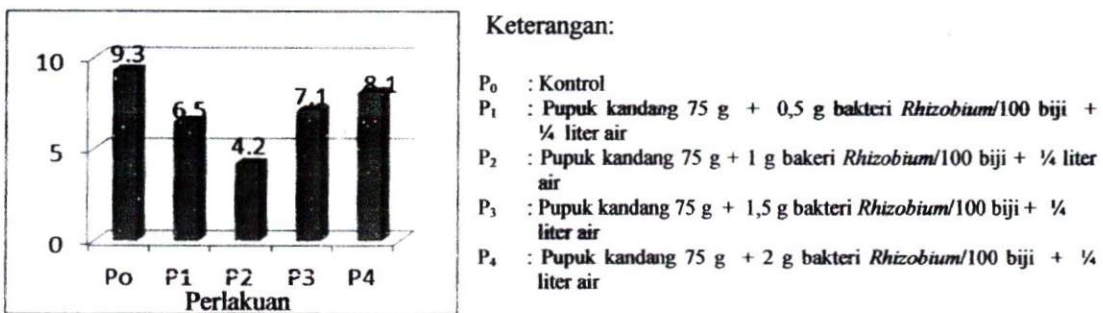 10
5
0
9.3
6.5
4.2
7.1
8.1
Po P1 P2 P3 P4
Perlakuan
Keterangan:
P₀ : Kontrol
P₁ : Pupuk kandang 75 g + 0,5 g bakteri Rhizobium/100 biji +
¼ liter air
P₂ : Pupuk kandang 75 g + 1 g bakeri Rhizobium/100 biji + ¼ liter
air
P₃ : Pupuk kandang 75 g + 1,5 g bakteri Rhizobium/100 biji + ¼
liter air
P₄ : Pupuk kandang 75 g + 2 g bakteri Rhizobium/100 biji + ¼
liter air